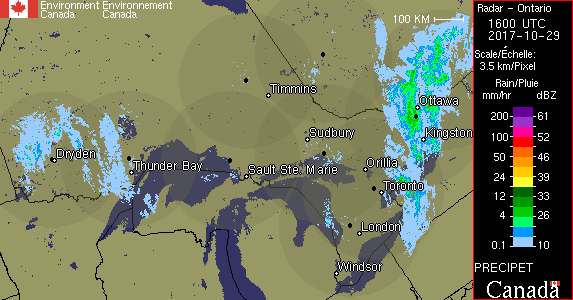 Environment Environnement
Canada Canada
100 KM
Timmins
Ottawa
Sudbury
Kingston
Dryden
Thunder Bay
Sault Ste. Marie
Orillia
Toronto
London
Windsor
Radar - Ontario
1600 UTC
2017-10-29
Scale/Échelle:
3.5 km/Pixel
Rain/Pluie
mm/hr dBZ
200 61
100 52
50 46
24 39
12 33
4 26
0.1 10
PRECIPET
Canada